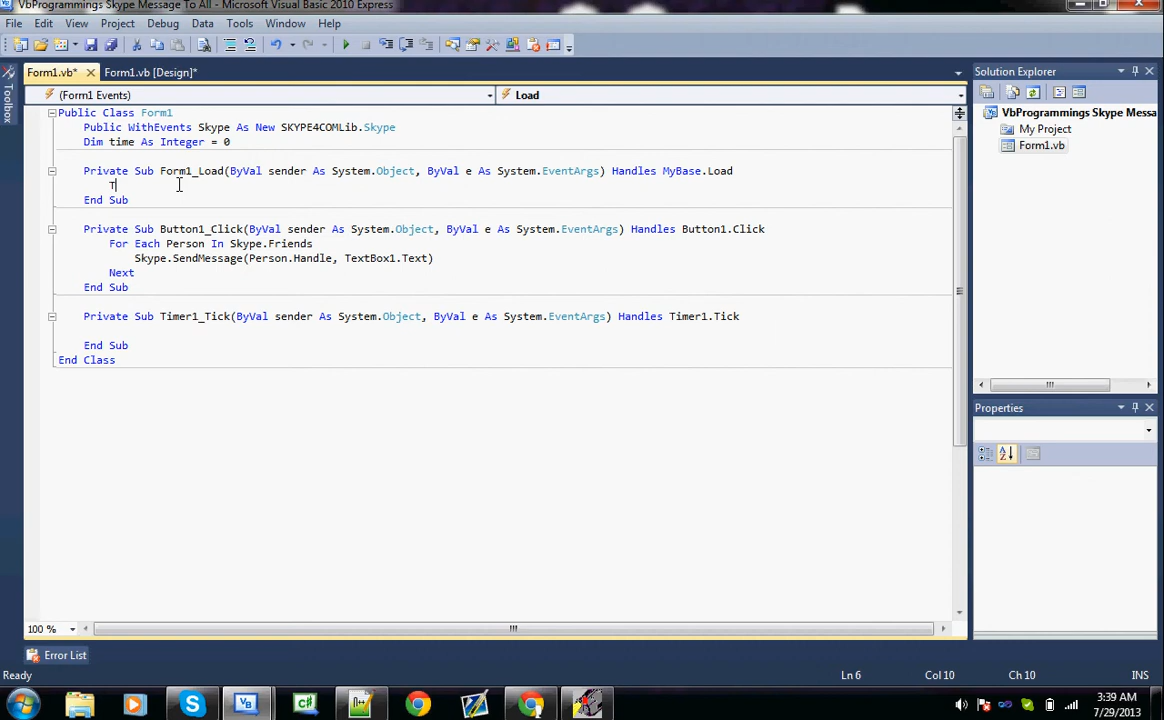 VbProgrammings Skype Message To All - Microsoft Visual Basic 2010 Express
File Edit View Project Debug Data Tools Window Help
Form1.vb* Form1.vb [Design]*
Toolbox
(Form1 Events) Load
Public Class Form1
Public WithEvents Skype As New SKYPE4COMLib.Skype
Dim time As Integer = 0
Private Sub Form1_Load(ByVal sender As System.Object, ByVal e As System.EventArgs) Handles MyBase.Load
T
End Sub
Private Sub Button1_Click(ByVal sender As System.Object, ByVal e As System.EventArgs) Handles Button1.Click
For Each Person In Skype.Friends
Skype.SendMessage(Person.Handle, TextBox1.Text)
Next
End Sub
Private Sub Timer1_Tick(ByVal sender As System.Object, ByVal e As System.EventArgs) Handles Timer1.Tick
End Sub
End Class
100 %
Solution Explorer
VbProgrammings Skype Messa
My Project
Form1.vb
Properties
Error List
Ready Ln 6 Col 10 Ch 10 INS
3:39 AM
7/29/2013